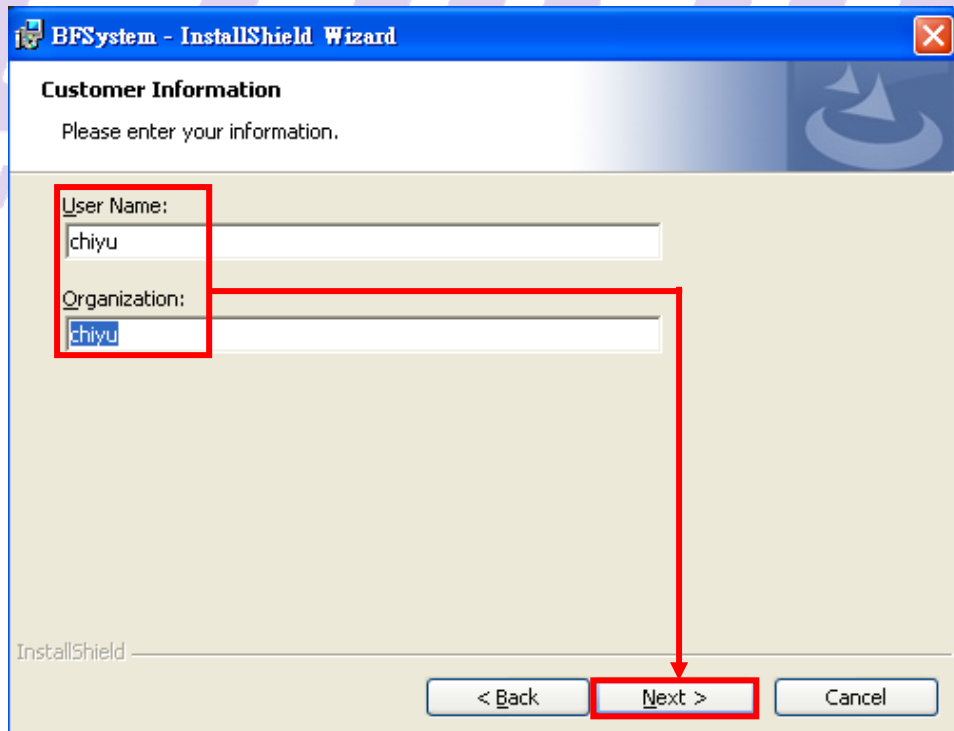 BFSystem - InstallShield Wizard
Customer Information
Please enter your information.
User Name:
chiyu
Organization:
chiyu
InstallShield
< Back Next > Cancel